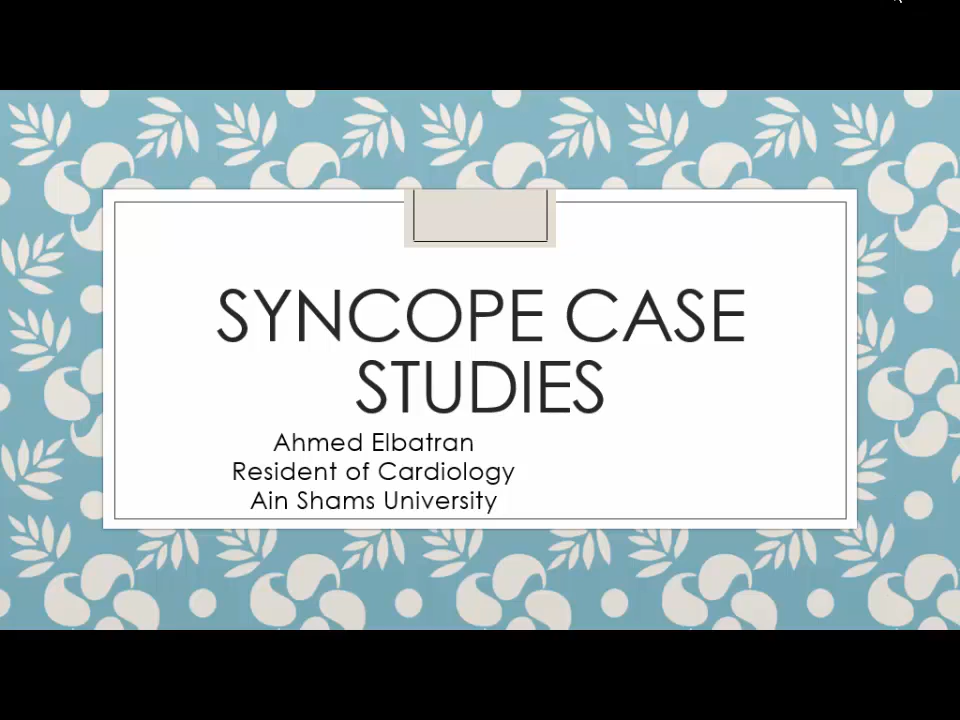 SYNCOPE CASE
STUDIES
Ahmed Elbatran
Resident of Cardiology
Ain Shams University